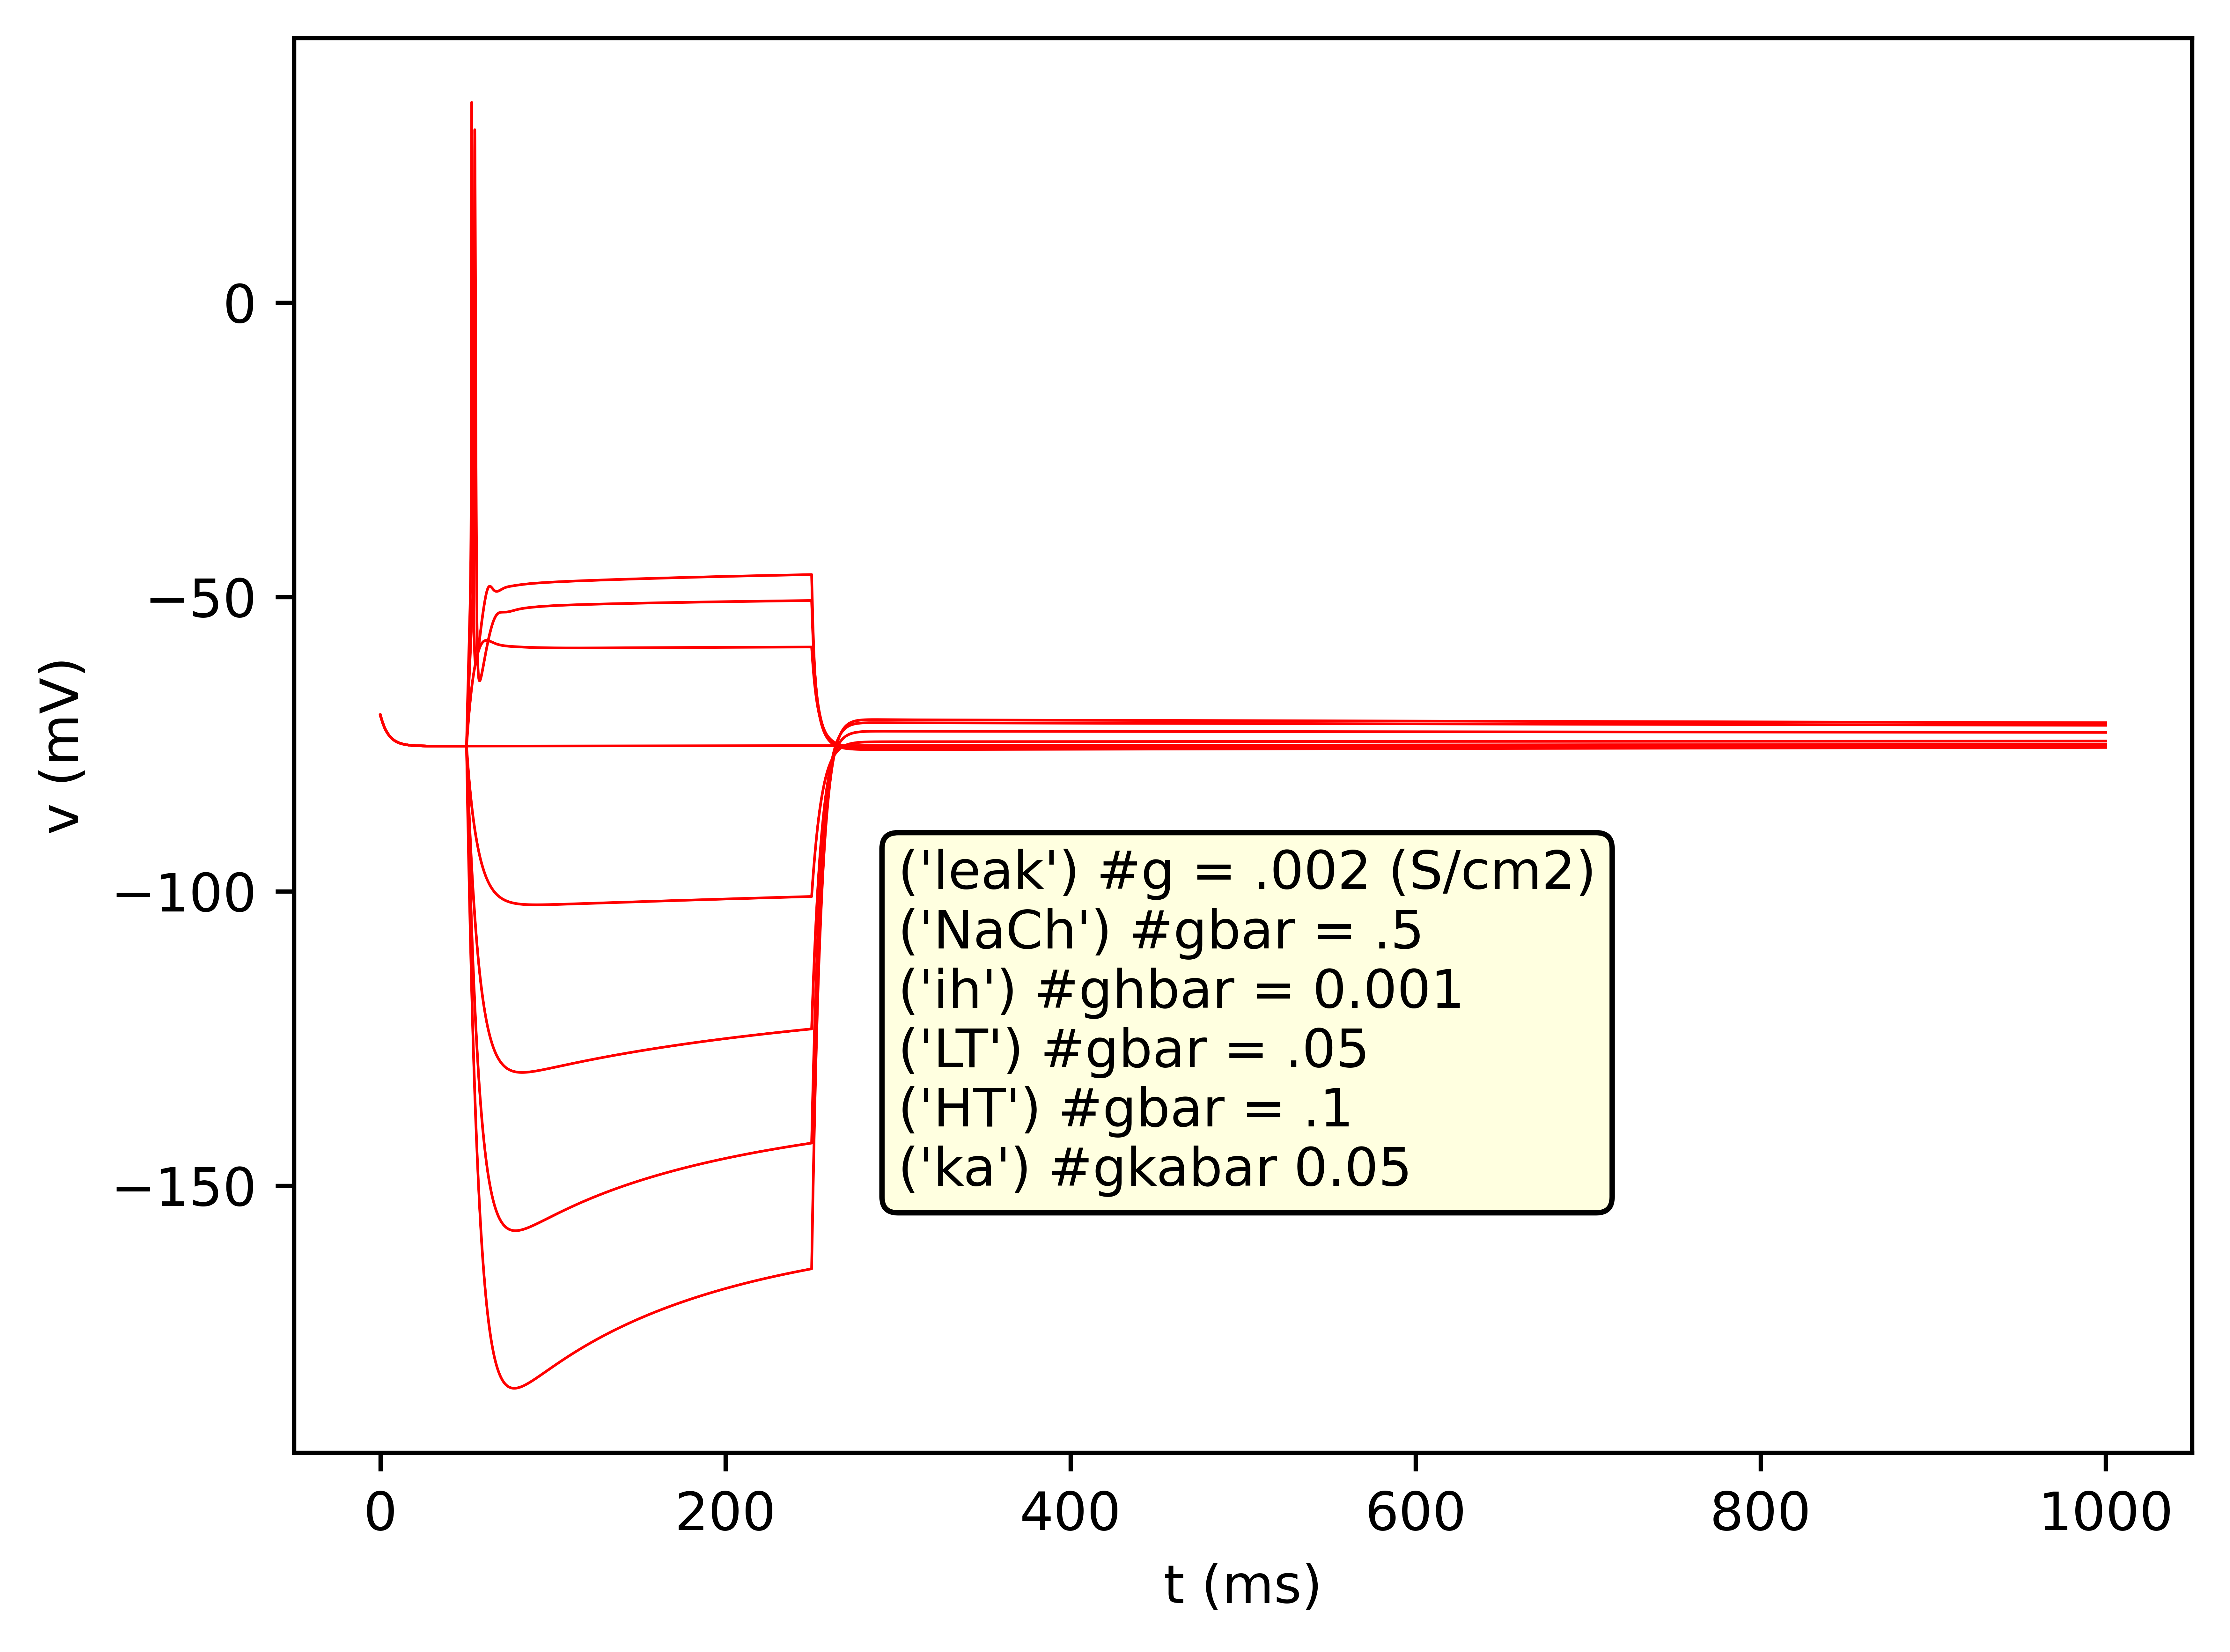 0
−50
−100
−150
v (mV)
('leak') #g = .002 (S/cm2)
('NaCh') #gbar = .5
('ih') #ghbar = 0.001
('LT') #gbar = .05
('HT') #gbar = .1
('ka') #gkabar 0.05
0 200 400 600 800 1000
t (ms)